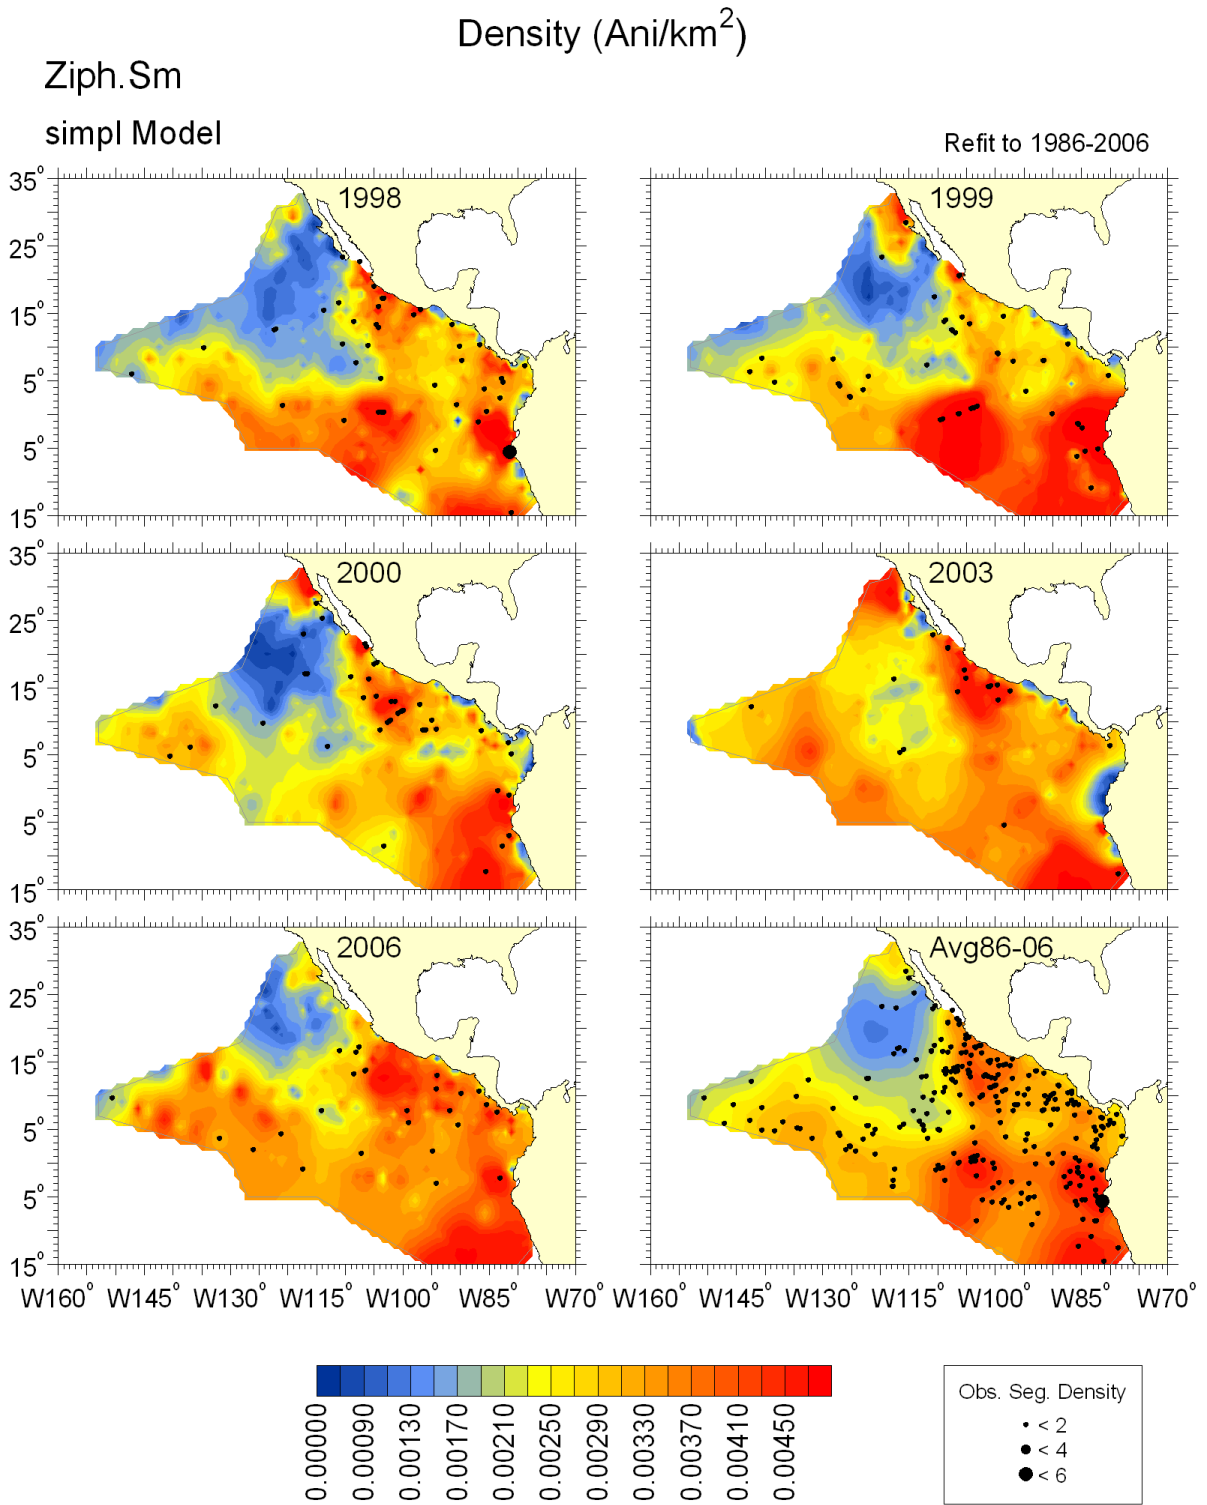 Density (Ani/km²)
Ziph.Sm
simpl Model
Refit to 1986-2006
35°
25°
15°
5°
5°
15°
1998
1999
35°
25°
15°
5°
5°
15°
2000
2003
35°
25°
15°
5°
5°
15°
2006
Avg86-06
W160° W145° W130° W115° W100° W85° W70°
W160° W145° W130° W115° W100° W85° W70°
0.00000 0.00090 0.00130 0.00170 0.00210 0.00250 0.00290 0.00330 0.00370 0.00410 0.00450
Obs. Seg. Density
< 2
< 4
< 6